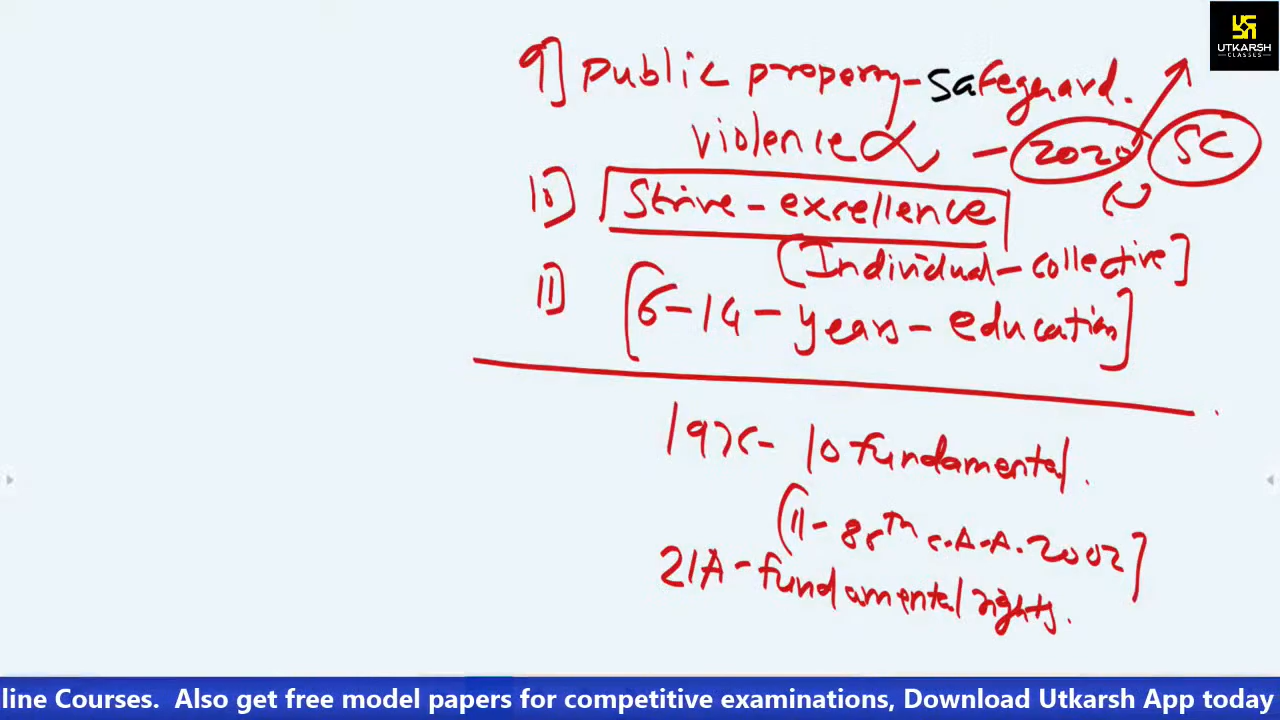 UTKARSH
CLASSES
9] public property - safeguard.
violence α - 2020 SC
10] Strive - excellence
[Individual - collective]
11] [6-14 - years - education]
1976 - 10 fundamental.
(11 - 86th C.A.A. 2002]
21A - fundamental rights.
line Courses. Also get free model papers for competitive examinations, Download Utkarsh App today